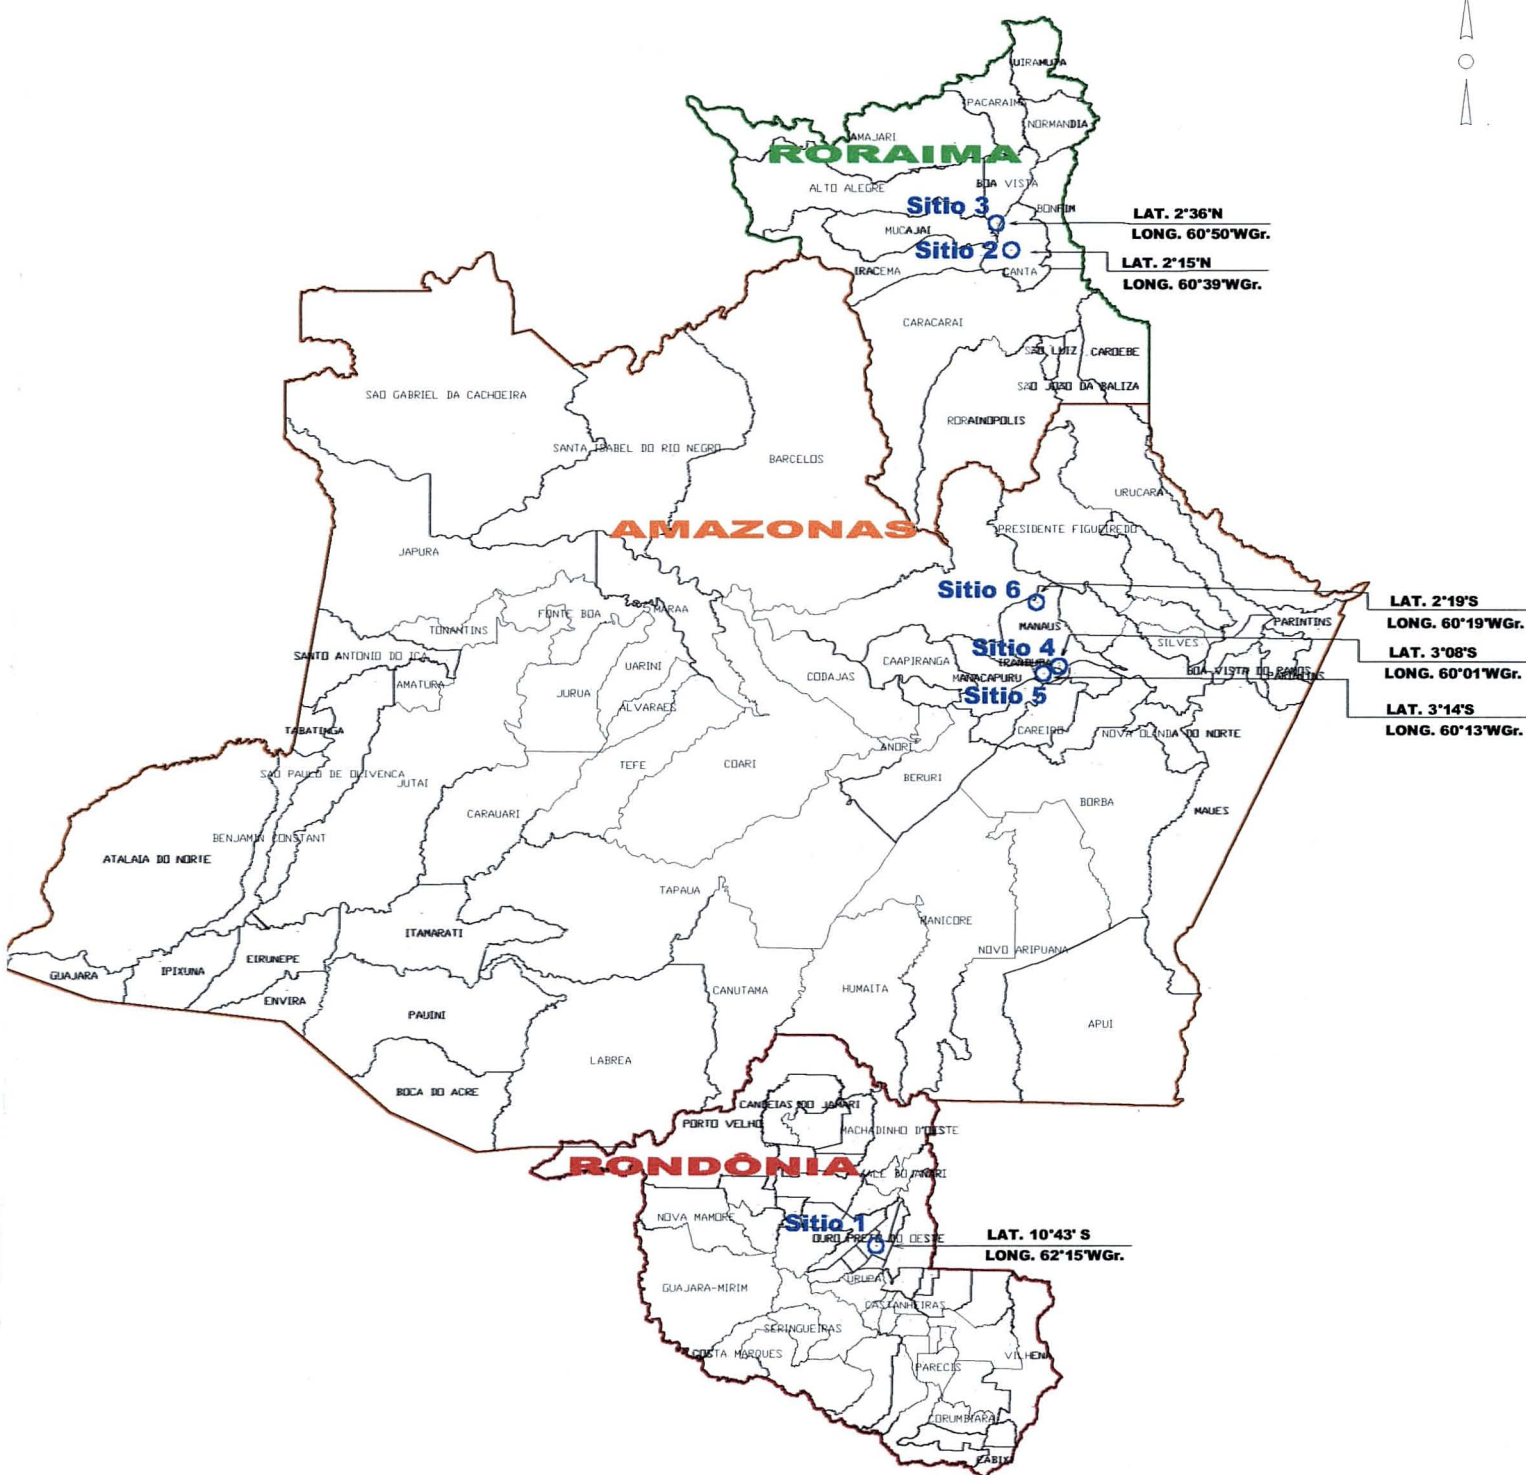 UIRAMUTA
PACARAIMA
NORMANDIA
AMAJARI
RORAIMA
ALTO ALEGRE
BOA VISTA
Sitio 3
BONFIM
LAT. 2°36'N
LONG. 60°50'WGr.
MUCAJAI
Sitio 2
IRACEMA
CANTA
LAT. 2°15'N
LONG. 60°39'WGr.
CARACARAI
SAO LUIZ
CAROEBE
SAO JOAO DA BALIZA
SAO GABRIEL DA CACHOEIRA
RORAINOPOLIS
SANTA ISABEL DO RIO NEGRO
BARCELOS
URUCARA
AMAZONAS
PRESIDENTE FIGUEIREDO
JAPURA
Sitio 6
LAT. 2°19'S
LONG. 60°19'WGr.
FONTE BOA
MARAA
TONANTINS
MANAUS
PARINTINS
SILVES
Sitio 4
IRANDUBA
LAT. 3°08'S
LONG. 60°01'WGr.
SANTO ANTONIO DO ICA
UARINI
CAAPIRANGA
CODAJAS
MANACAPURU
BOA VISTA DO RAMOS
PARINTINS
AMATURA
JURUA
ALVARAES
Sitio 5
LAT. 3°14'S
LONG. 60°13'WGr.
TABATINGA
CAREIRO
NOVA OLINDA DO NORTE
ANORI
SAO PAULO DE OLIVENCA
JUTAI
TEFE
COARI
BERURI
BORBA
MAUES
CARAUARI
BENJAMIN CONSTANT
ATALAIA DO NORTE
TAPAUA
ITAMARATI
MANICORE
NOVO ARIPUANA
GUAJARA
IPIXUNA
EIRUNEPE
ENVIRA
CANUTAMA
HUMAITA
PAUINI
APUI
LABREA
BOCA DO ACRE
CANDEIAS DO JAMARI
PORTO VELHO
MACHADINHO D'OESTE
RONDÔNIA
VALE DO ANARI
NOVA MAMORE
Sitio 1
OURO PRETO DO OESTE
LAT. 10°43' S
LONG. 62°15'WGr.
GUAJARA-MIRIM
URUPA
CASTANHEIRAS
SERINGUEIRAS
COSTA MARQUES
PARECIS
VILHENA
CORUMBIARA
CABIXI